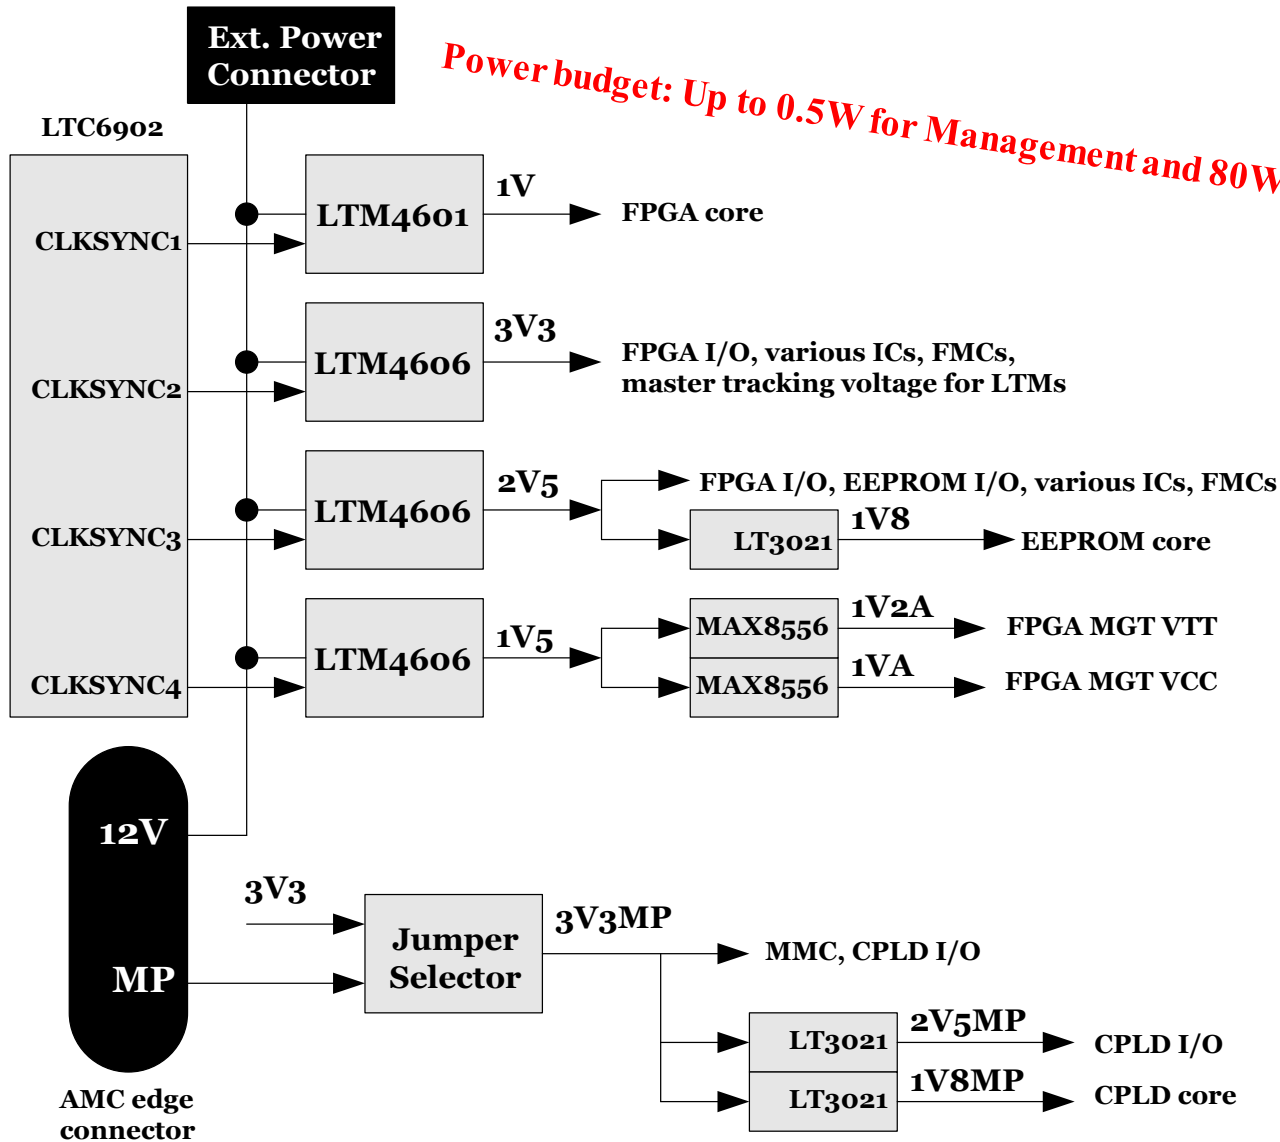 Ext. Power
Connector
Power budget: Up to 0.5W for Management and 80W
LTC6902
CLKSYNC1
LTM4601
1V
FPGA core
CLKSYNC2
LTM4606
3V3
FPGA I/O, various ICs, FMCs,
master tracking voltage for LTMs
CLKSYNC3
LTM4606
2V5
FPGA I/O, EEPROM I/O, various ICs, FMCs
LT3021
1V8
EEPROM core
CLKSYNC4
LTM4606
1V5
MAX8556
1V2A
FPGA MGT VTT
MAX8556
1VA
FPGA MGT VCC
12V
MP
AMC edge
connector
3V3
Jumper
Selector
3V3MP
MMC, CPLD I/O
LT3021
2V5MP
CPLD I/O
LT3021
1V8MP
CPLD core